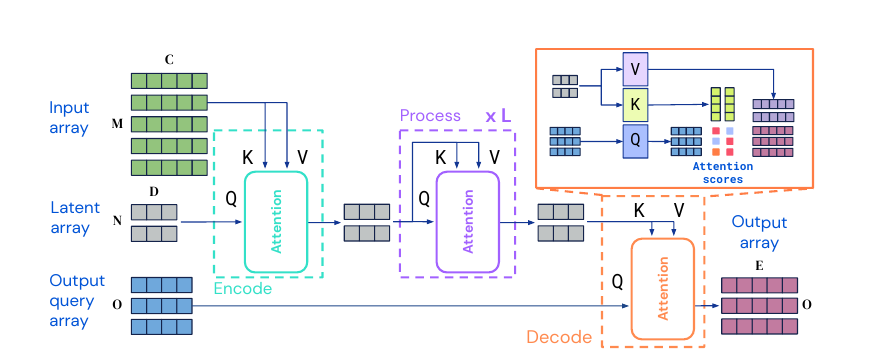 C
Input
array
M
D
Latent
array
N
Output
query
array
O
K
V
Q
Attention
Encode
Process
x L
K
V
Q
Attention
V
K
Q
Attention
scores
K
V
Q
Attention
Decode
Output
array
E
O